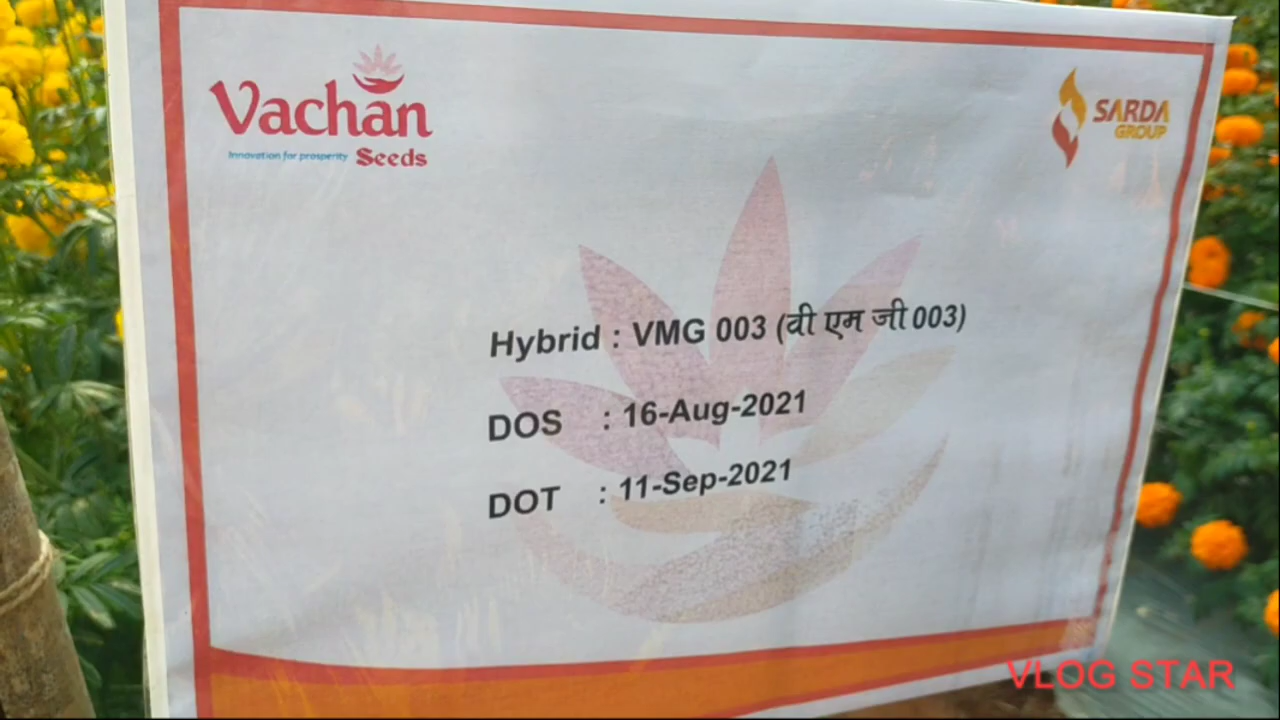 Vachan
Innovation for prosperity Seeds
SARDA
GROUP
Hybrid : VMG 003 (वी एम जी 003)
DOS : 16-Aug-2021
DOT : 11-Sep-2021
VLOG STAR